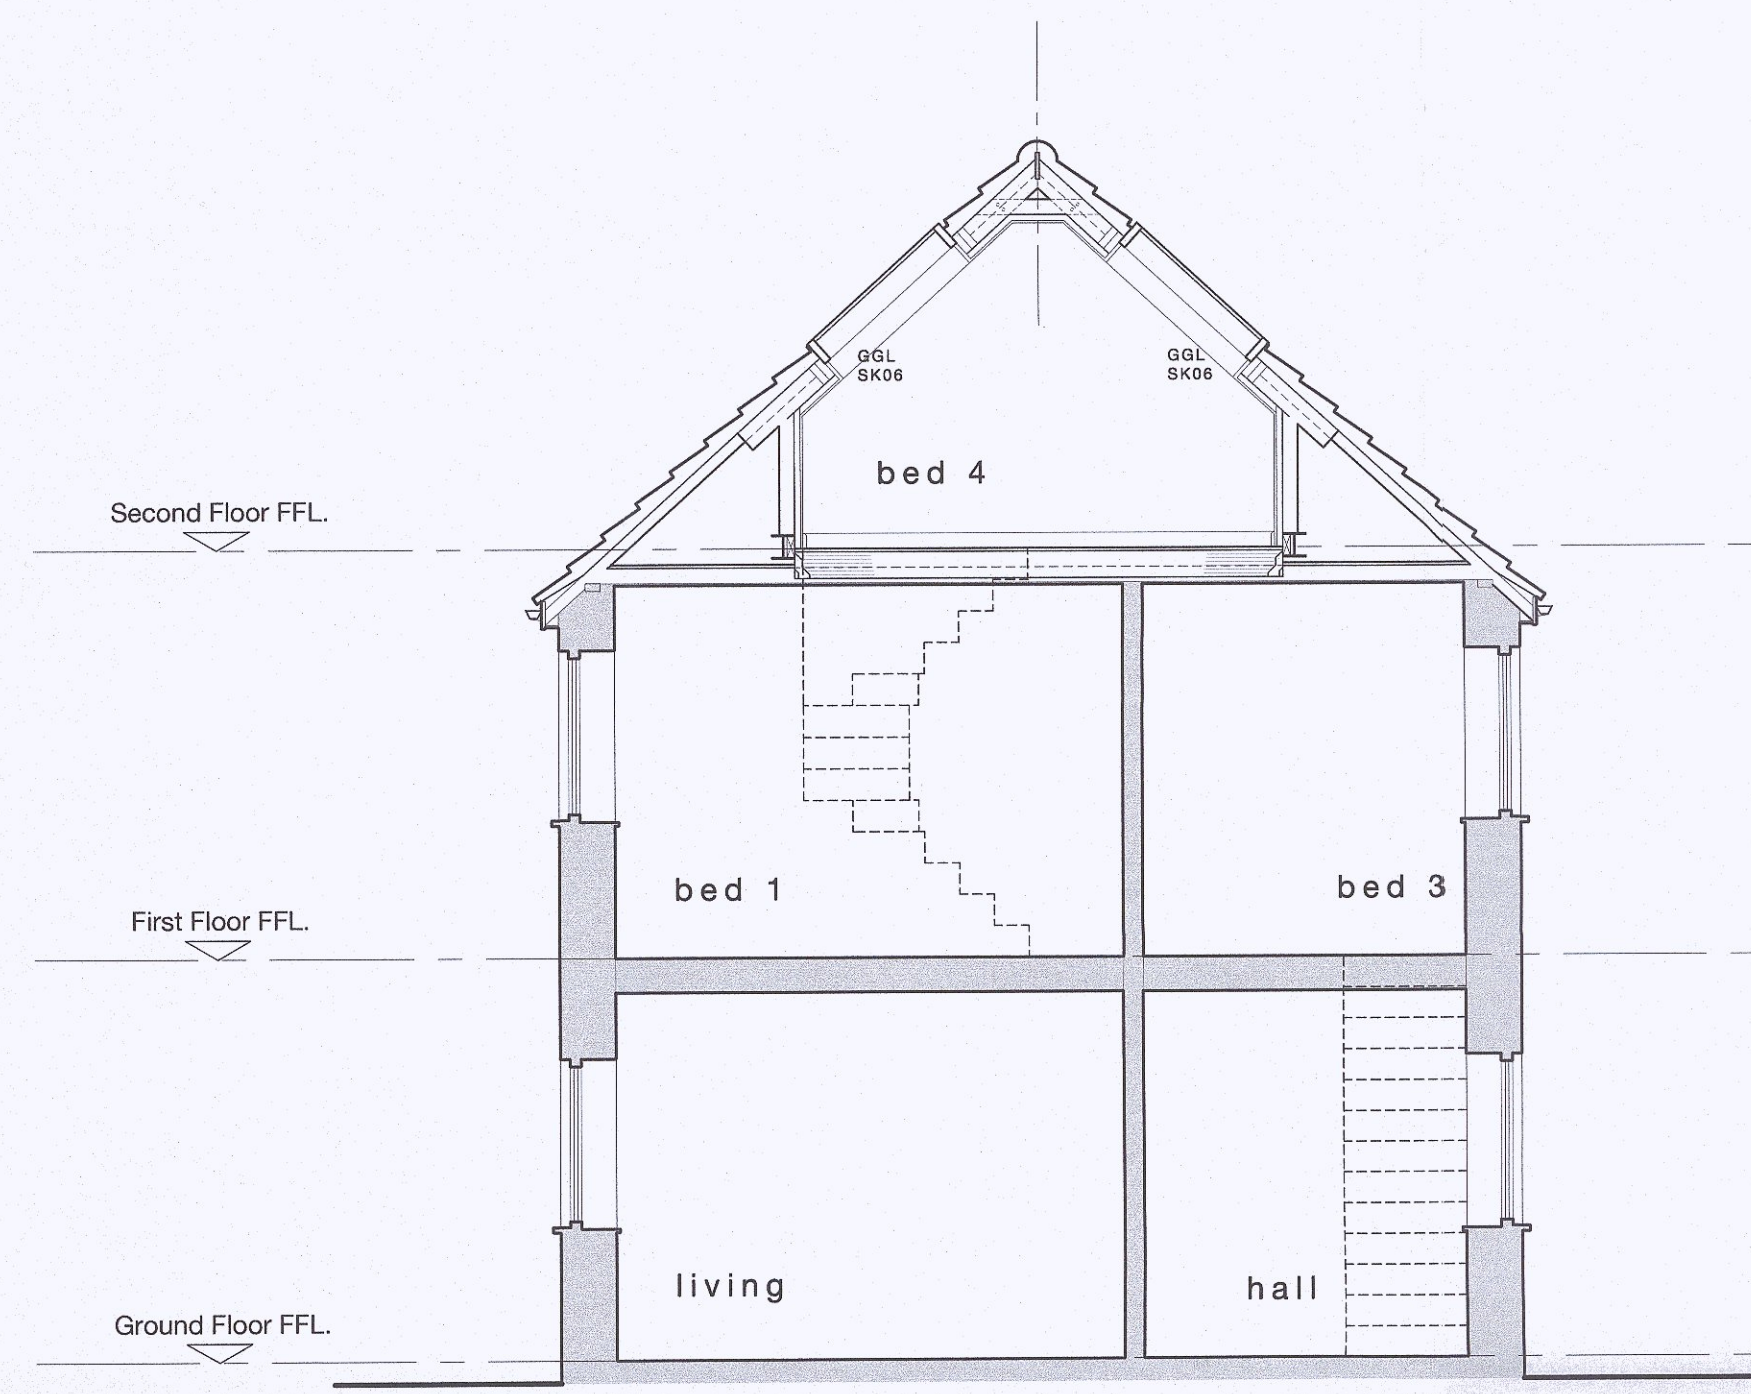 GGL
SK06
GGL
SK06
bed 4
Second Floor FFL.
bed 1
bed 3
First Floor FFL.
living
hall
Ground Floor FFL.